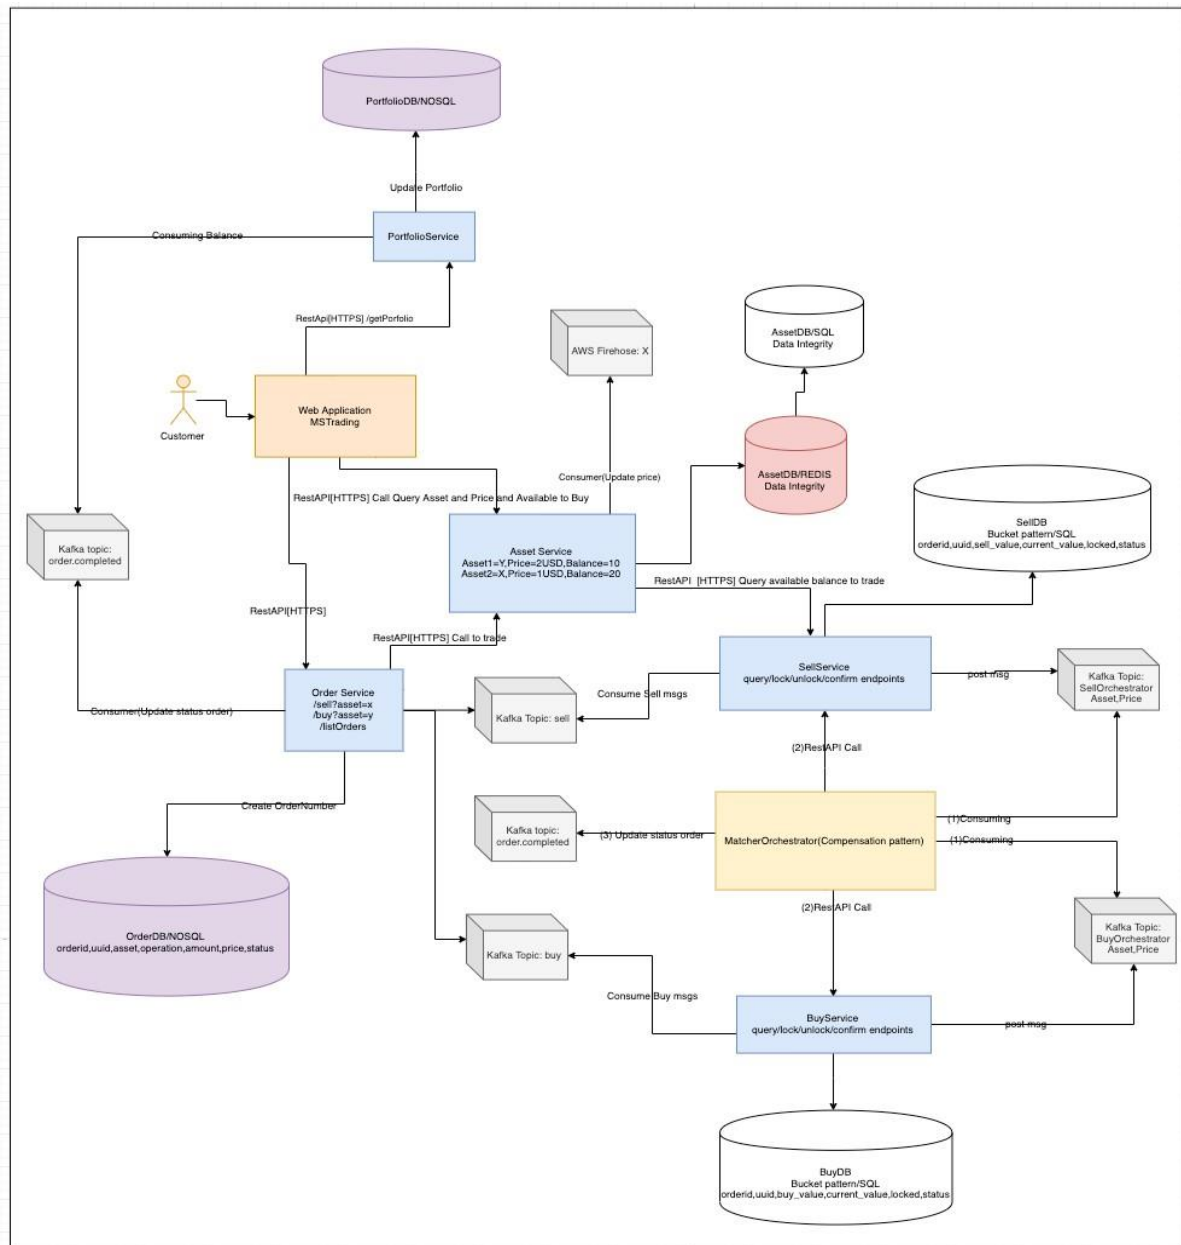 PortfolioDB/NOSQL
Update Portfolio
Consuming Balance
PortfolioService
RestApi[HTTPS] /getPorfolio
AssetDB/SQL
Data Integrity
AWS Firehose: X
Web Application
MSTrading
Customer
AssetDB/REDIS
Data Integrity
Consumer(Update price)
RestAPI[HTTPS] Call Query Asset and Price and Available to Buy
SellDB
Bucket pattern/SQL
orderid,uuid,sell_value,current_value,locked,status
Kafka topic:
order.completed
Asset Service
Asset1=Y,Price=2USD,Balance=10
Asset2=X,Price=1USD,Balance=20
RestAPI [HTTPS] Query available balance to trade
RestAPI[HTTPS]
RestAPI[HTTPS] Call to trade
SellService
query/lock/unlock/confirm endpoints
post msg
Kafka Topic:
SellOrchestrator
Asset,Price
Order Service
/sell?asset=x
/buy?asset=y
/listOrders
Consume Sell msgs
Kafka Topic: sell
Consumer(Update status order)
(2)RestAPI Call
Create OrderNumber
Kafka topic:
order.completed
(3) Update status order
MatcherOrchestrator(Compensation pattern)
(1)Consuming
(1)Consuming
(2)RestAPI Call
OrderDB/NOSQL
orderid,uuid,asset,operation,amount,price,status
Kafka Topic: buy
Kafka Topic:
BuyOrchestrator
Asset,Price
Consume Buy msgs
BuyService
query/lock/unlock/confirm endpoints
post msg
BuyDB
Bucket pattern/SQL
orderid,uuid,buy_value,current_value,locked,status